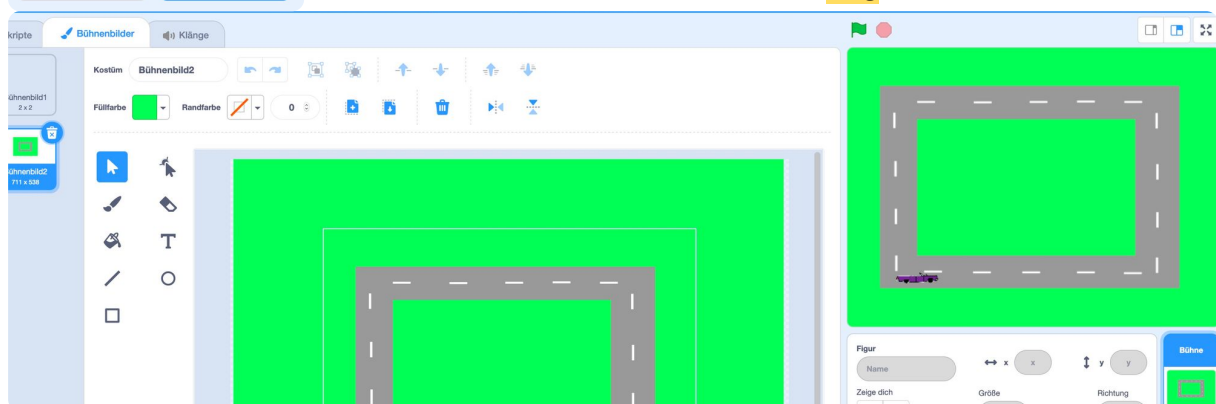 kripte Bühnenbilder Klänge
Kostüm Bühnenbild2
Füllfarbe Randfarbe 0
ühnenbild1
2 x 2
ühnenbild2
711 x 538
T
Figur
Name
x x
y y
Bühne
Zeige dich Größe Richtung